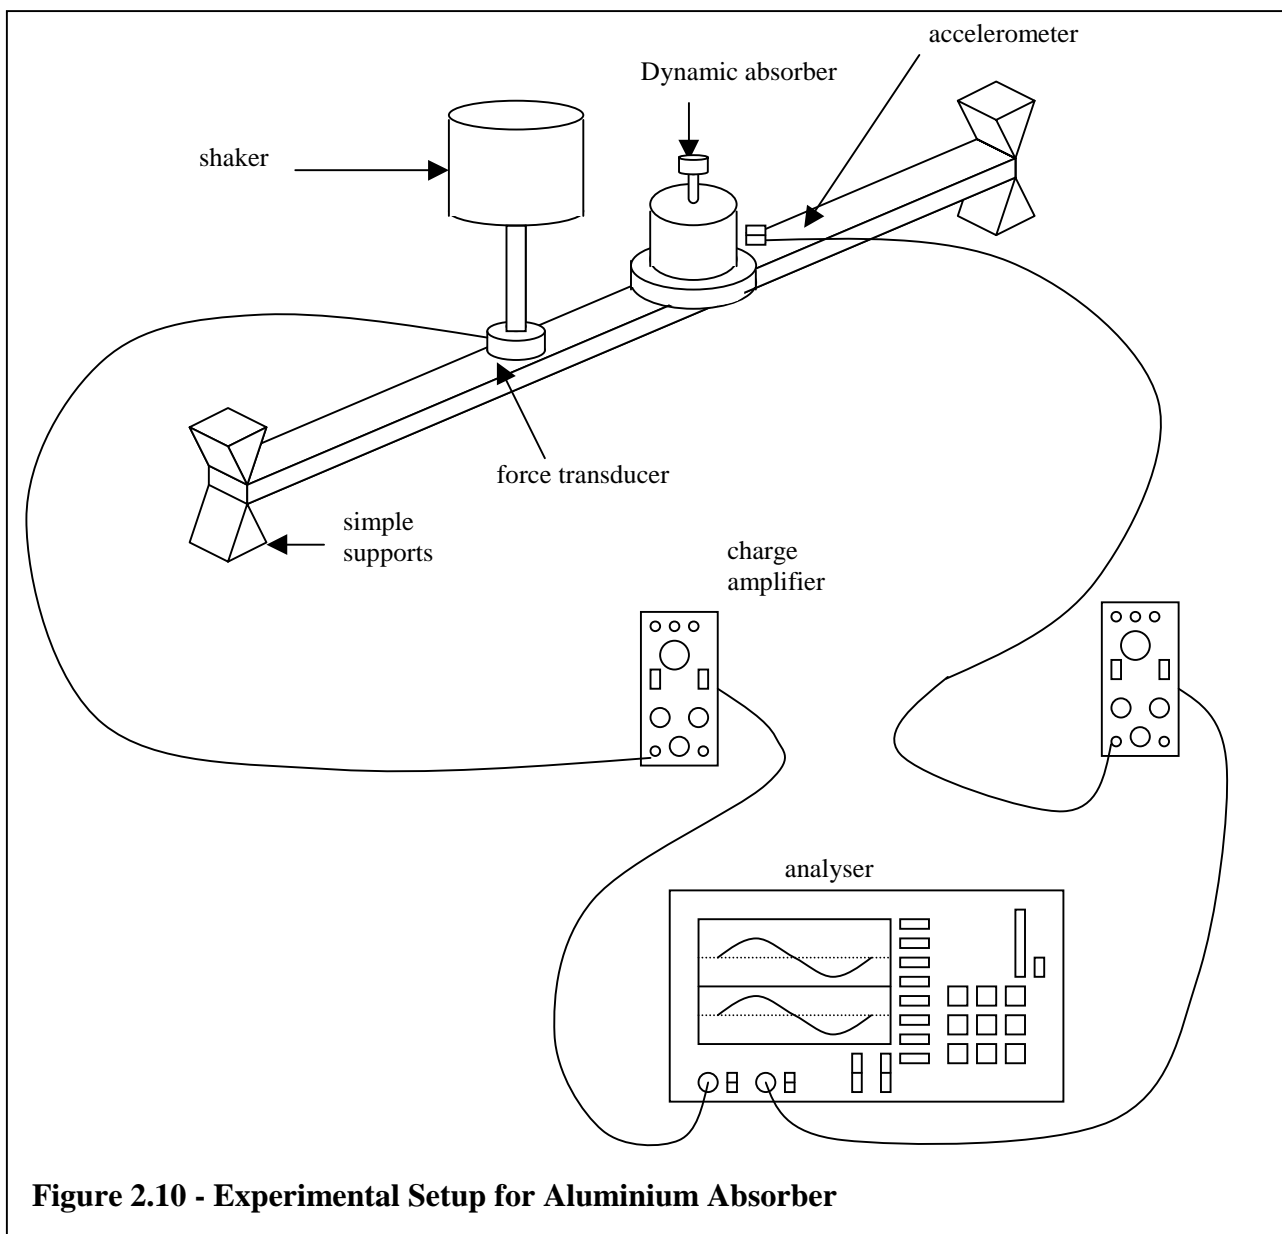 accelerometer
Dynamic absorber
shaker
force transducer
simple
supports
charge
amplifier
analyser
Figure 2.10 - Experimental Setup for Aluminium Absorber